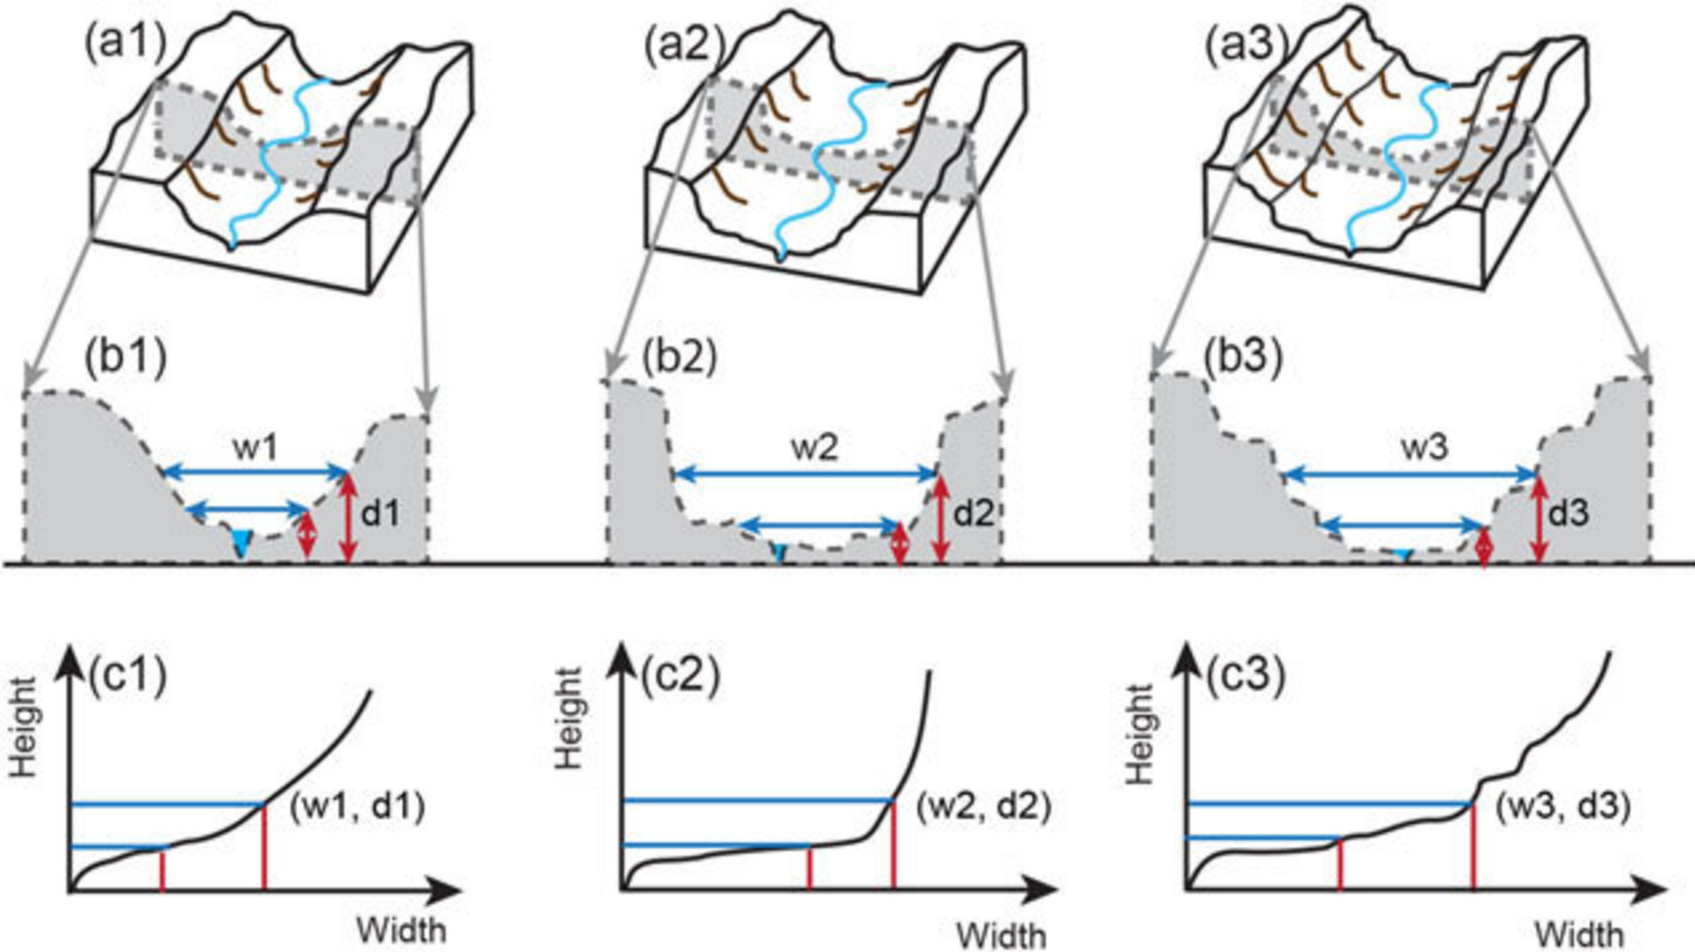 (a1)
(a2)
(a3)
(b1)
(b2)
(b3)
w1
w2
w3
d1
d2
d3
(c1)
(c2)
(c3)
Height
Height
Height
(w1, d1)
(w2, d2)
(w3, d3)
Width
Width
Width